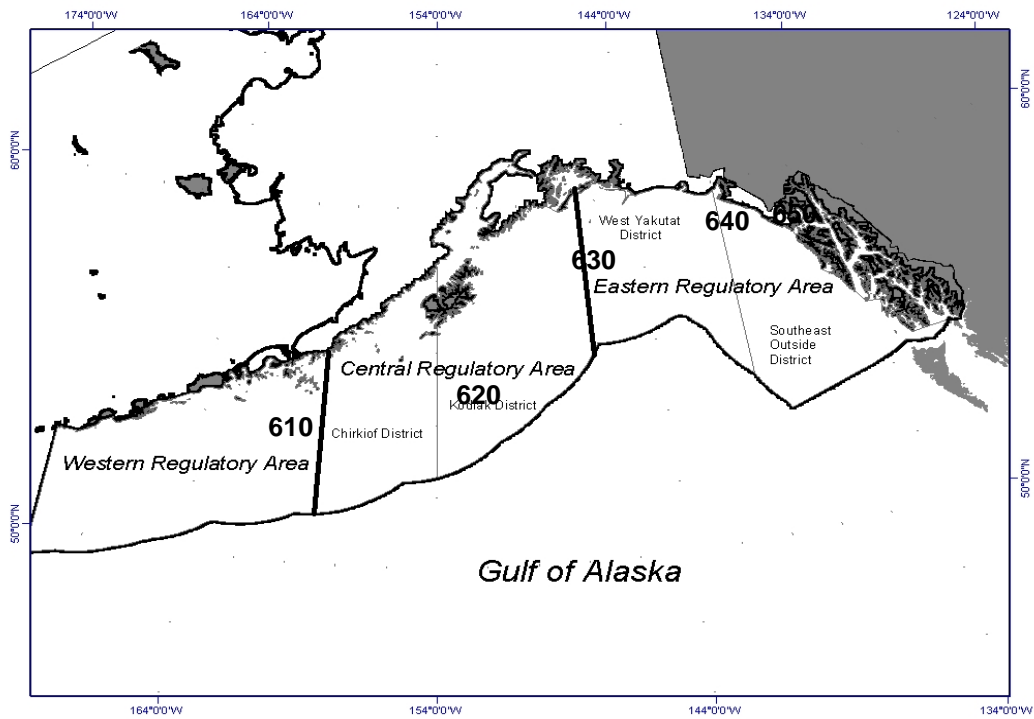 174°0'0"W 164°0'0"W 154°0'0"W 144°0'0"W 134°0'0"W 124°0'0"W
60°0'0"N
60°0'0"N
650
640
West Yakutat
District
630
Eastern Regulatory Area
Southeast
Outside
District
Central Regulatory Area
620
Kodiak District
610
Chirkiof District
Western Regulatory Area
50°0'0"N
50°0'0"N
Gulf of Alaska
164°0'0"W 154°0'0"W 144°0'0"W 134°0'0"W